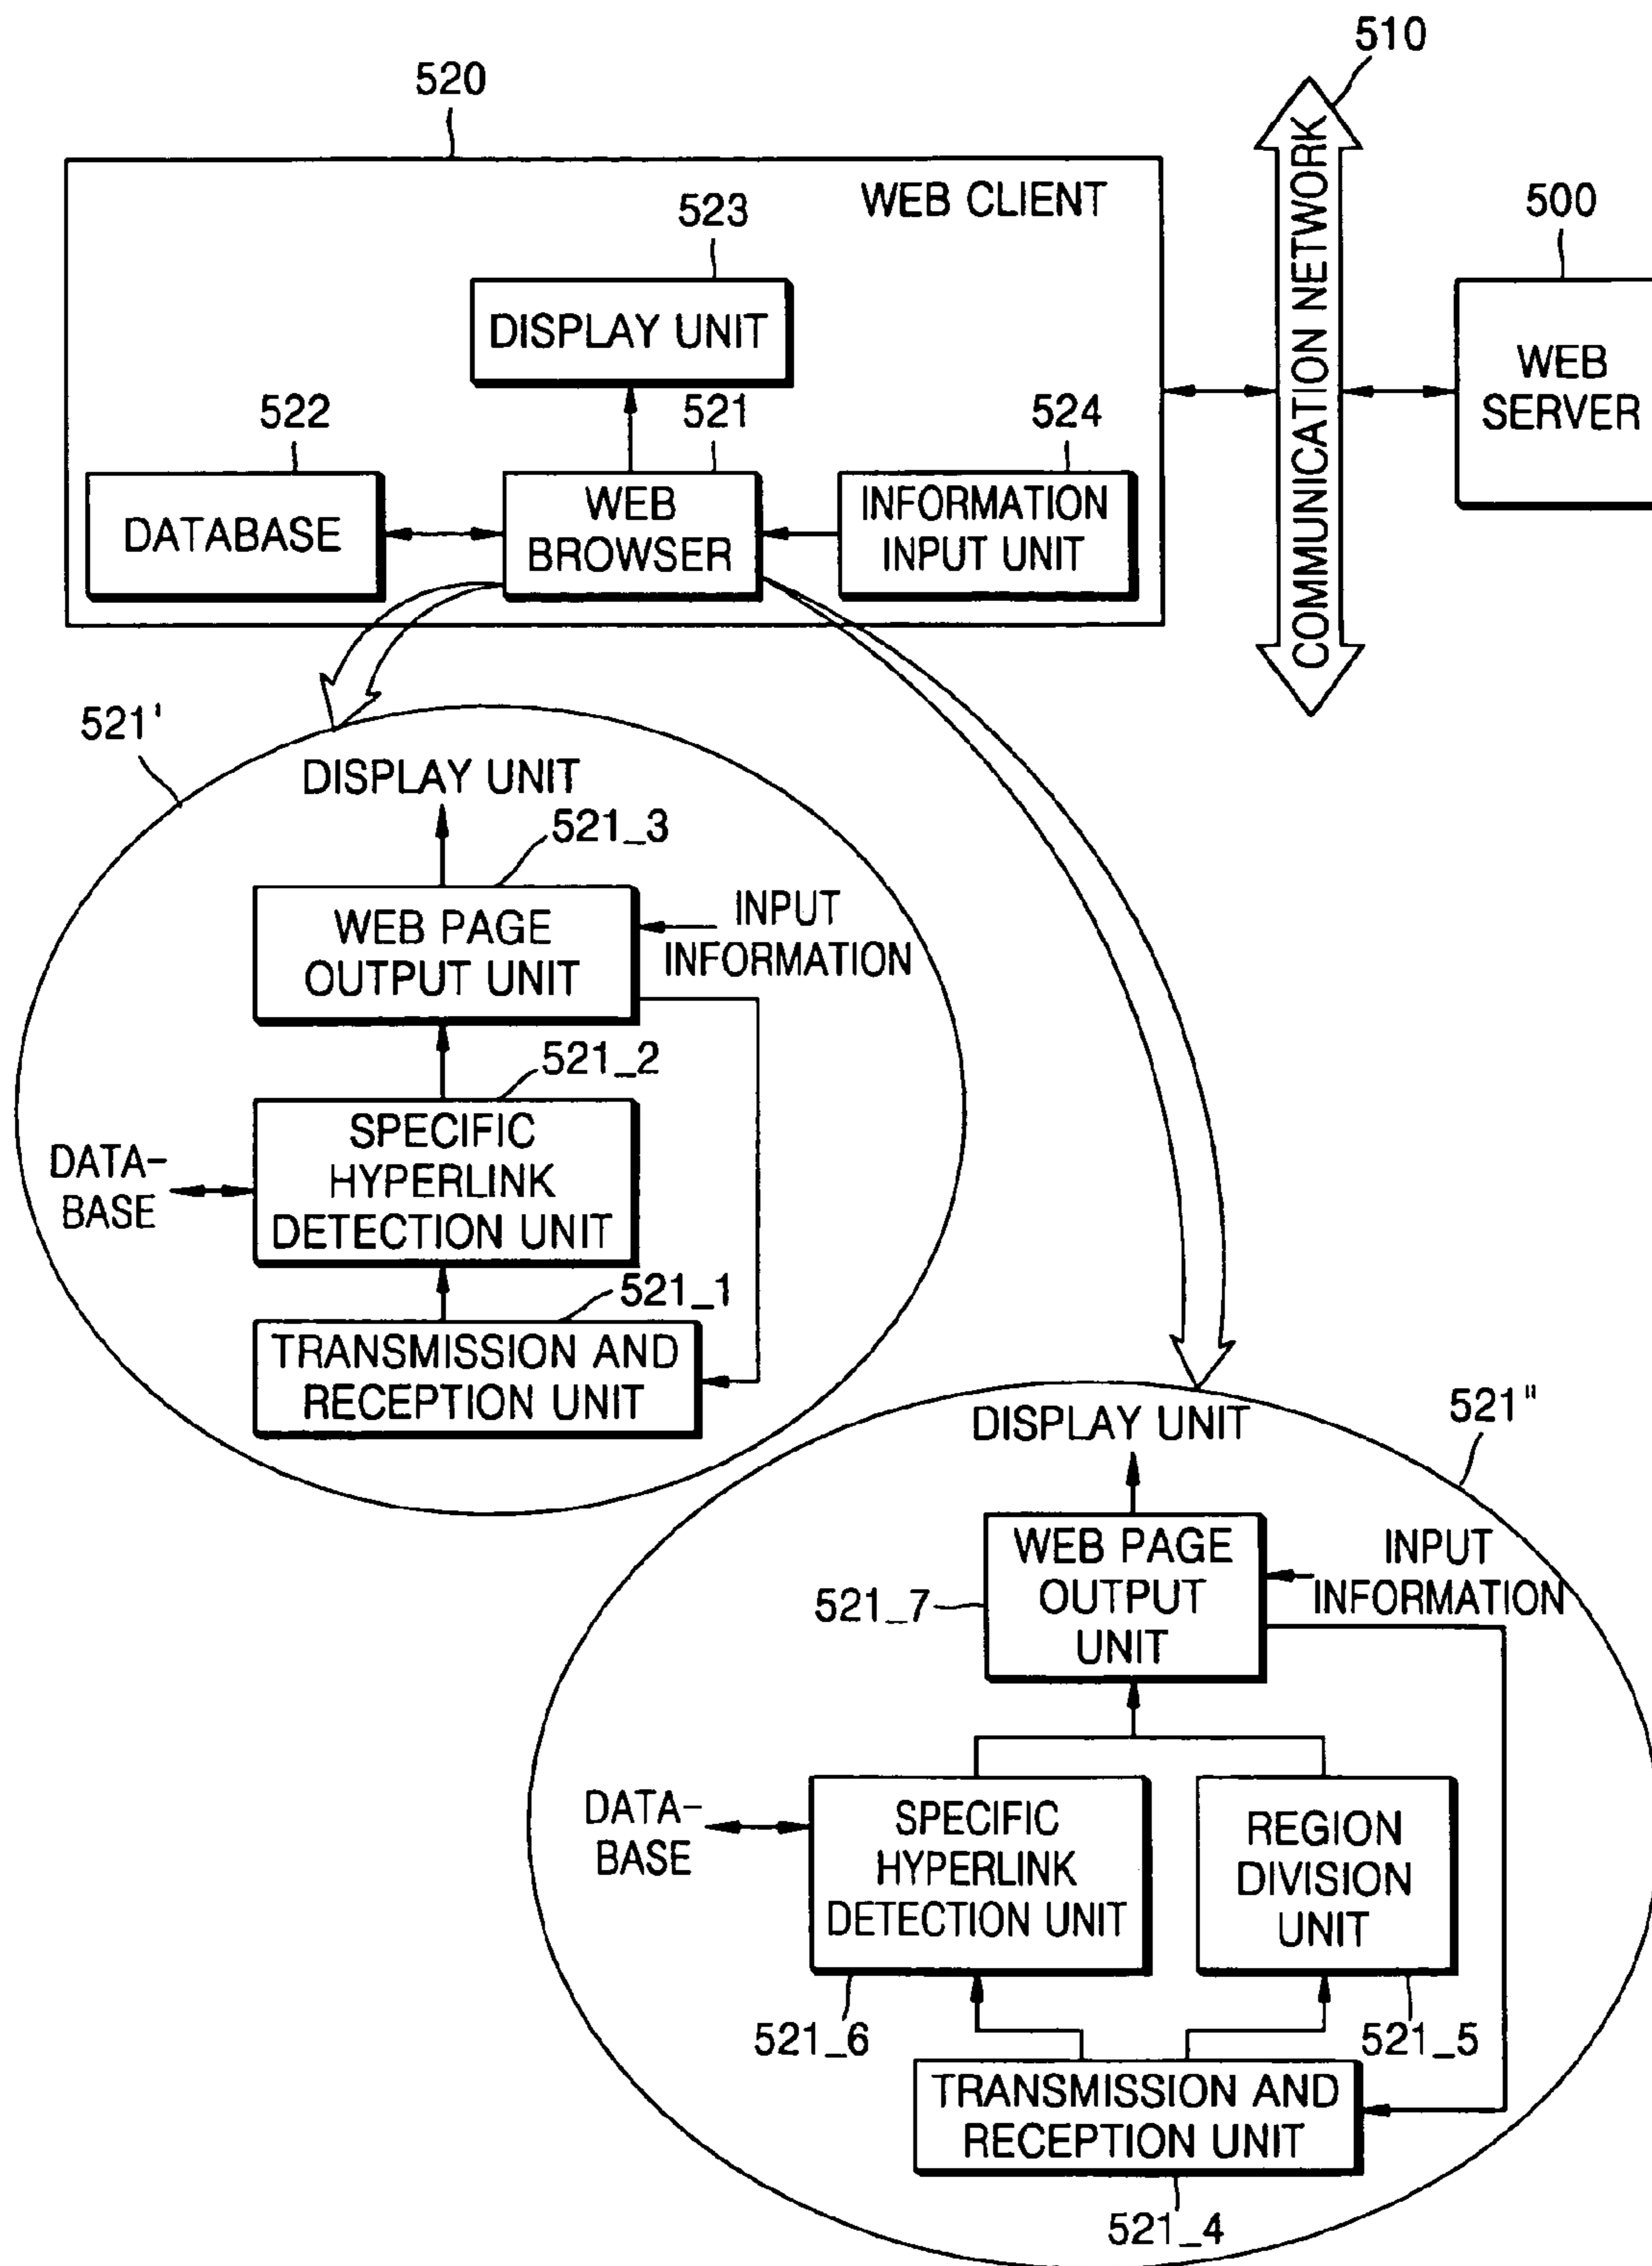 510
520
WEB CLIENT
523
500
DISPLAY UNIT
COMMUNICATION NETWORK
WEB
SERVER
522
521
524
DATABASE
WEB
BROWSER
INFORMATION
INPUT UNIT
521'
DISPLAY UNIT
521_3
WEB PAGE
OUTPUT UNIT
INPUT
INFORMATION
521_2
SPECIFIC
HYPERLINK
DETECTION UNIT
DATA-
BASE
521_1
TRANSMISSION AND
RECEPTION UNIT
521"
DISPLAY UNIT
WEB PAGE
OUTPUT
UNIT
INPUT
INFORMATION
521_7
DATA-
BASE
SPECIFIC
HYPERLINK
DETECTION UNIT
REGION
DIVISION
UNIT
521_6
521_5
TRANSMISSION AND
RECEPTION UNIT
521_4